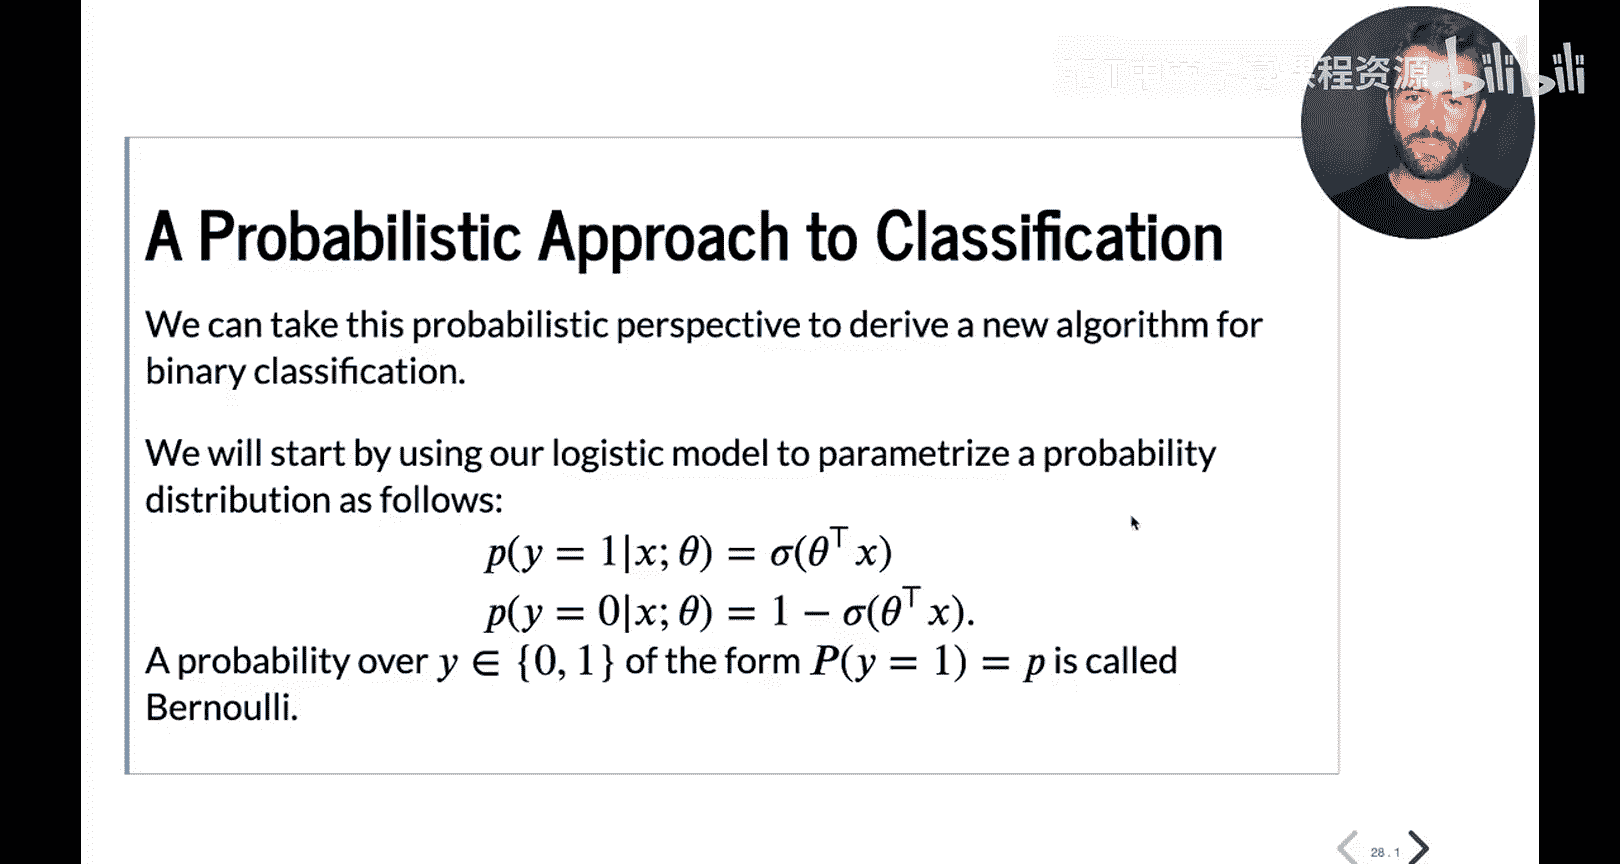 课程资源 bilibili
A Probabilistic Approach to Classification
We can take this probabilistic perspective to derive a new algorithm for
binary classification.
We will start by using our logistic model to parametrize a probability
distribution as follows:
p(y = 1|x; θ) = σ(θ⊤ x)
p(y = 0|x; θ) = 1 − σ(θ⊤ x).
A probability over y ∈ {0, 1} of the form P(y = 1) = p is called
Bernoulli.
28.1